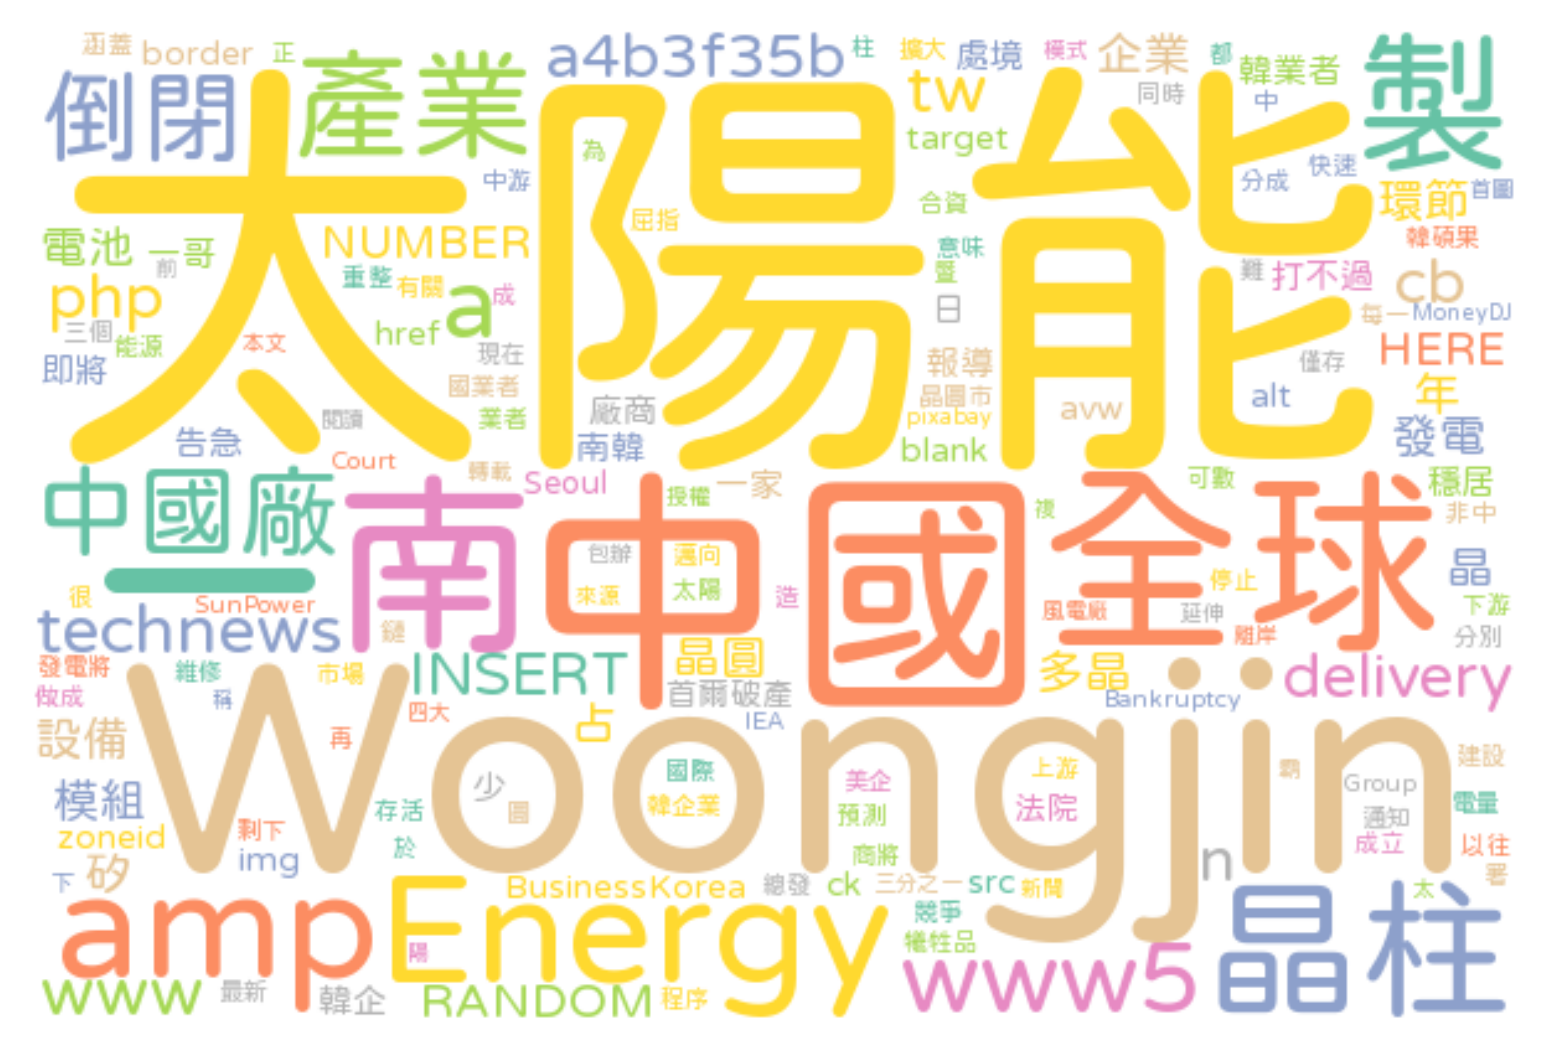 涵蓋 border 正 a4b3f35b 柱 擴大 處境 模式 企業 都 韓業者 製
倒閉 產業 太陽能 tw 同時 中
target 為 中游 合資 分成 快速 環節 首圖
電池 一哥 NUMBER 屈指 意味 韓碩果
前 重整 有關 成 暨 難 打不過 cb
php a 日 每一 MoneyDJ
三個 能源 本文 href 現在 報導 僅存 HERE
即將 國業者 晶圓市 alt 年
閱讀 業者 廠商 pixabay avw
告急 南韓 blank 發電
Court 轉載 Seoul 一家 可數 穩居
中國廠 南 中國 全球 授權 複 非中
包辦 邁向 晶
一 很 SunPower 來源 太陽 造 停止 下游
technews 鏈 風電廠 延伸 離岸 分別
發電將 維修 市場 INSERT 晶圓 多晶 delivery
做成 稱 首爾破產 Bankruptcy
設備 再 四大 占 IEA
Woongjin 國際 上游 霸 建設
模組 存活 少 圓 韓企業 美企 預測 法院 Group 電量
zoneid 剩下 通知
img 於 商將 成立 以往
下 矽 n 署
BusinessKorea 總發 ck 三分之一 src 新聞 太
amp Energy 陽 競爭 犧牲品 晶柱
www 最新 韓企 RANDOM 程序 www5